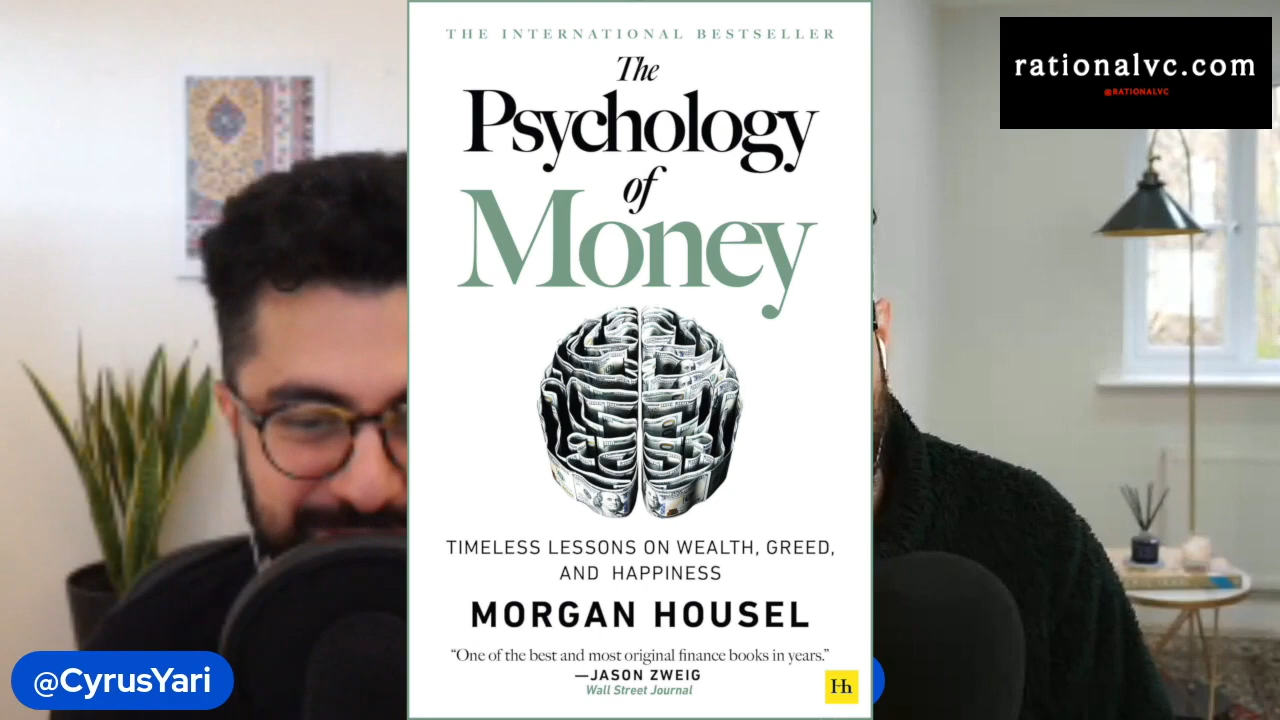 THE INTERNATIONAL BESTSELLER
The
Psychology
of
Money
TIMELESS LESSONS ON WEALTH, GREED,
AND HAPPINESS
MORGAN HOUSEL
“One of the best and most original finance books in years.”
—JASON ZWEIG
Wall Street Journal
Hh
rationalvc.com
@RATIONALVC
@CyrusYari